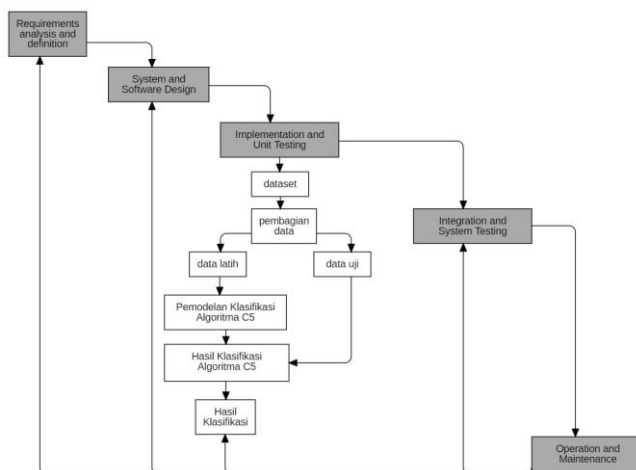 Requirements
analysis and
definition
System and
Software Design
Implementation and
Unit Testing
dataset
pembagian
data
Integration and
System Testing
data latih
data uji
Pemodelan Klasifikasi
Algoritma C5
Hasil Klasifikasi
Algoritma C5
Hasil
Klasifikasi
Operation and
Maintenance